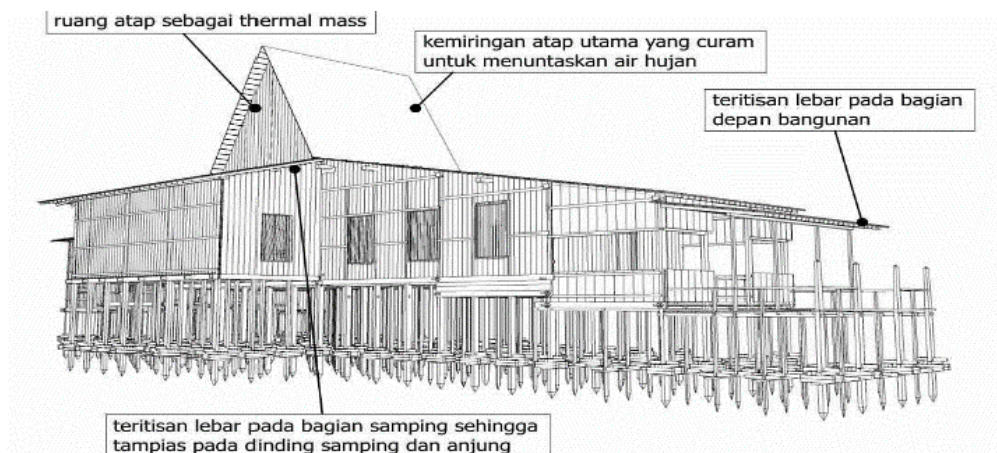 ruang atap sebagai thermal mass
kemiringan atap utama yang curam
untuk menuntaskan air hujan
teritisan lebar pada bagian
depan bangunan
teritisan lebar pada bagian samping sehingga
tampias pada dinding samping dan anjung